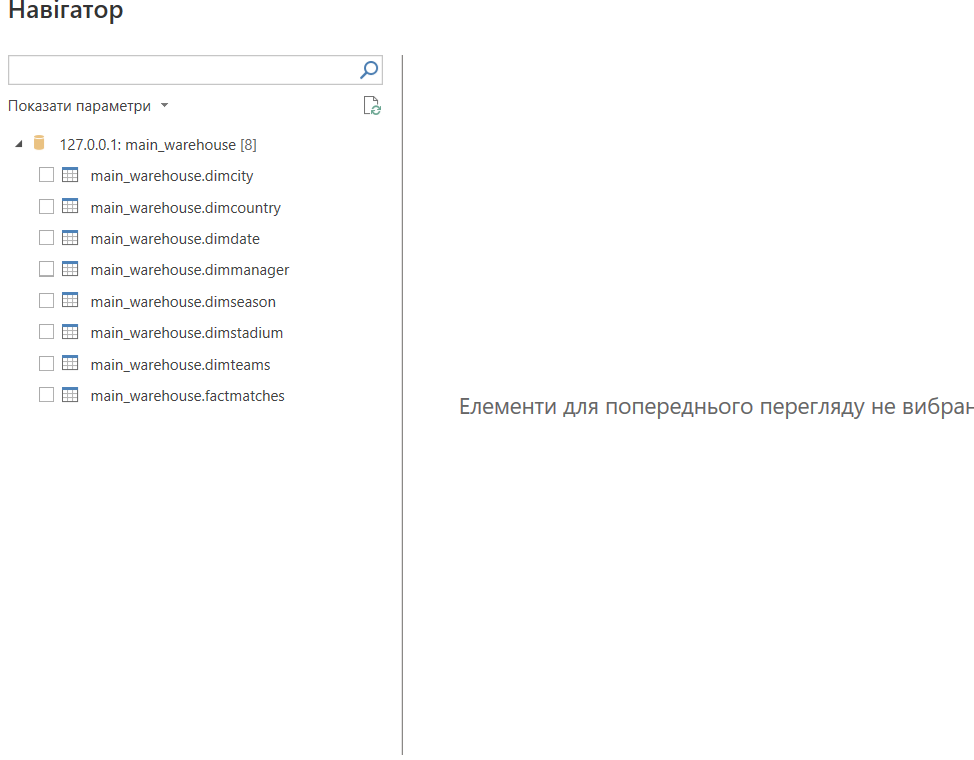 Навігатор
Показати параметри
127.0.0.1: main_warehouse [8]
main_warehouse.dimcity
main_warehouse.dimcountry
main_warehouse.dimdate
main_warehouse.dimmanager
main_warehouse.dimseason
main_warehouse.dimstadium
main_warehouse.dimteams
main_warehouse.factmatches
Елементи для попереднього перегляду не вибран